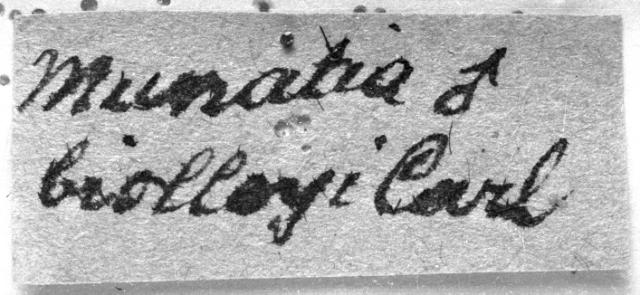 Munatia ♂
biolleyi Carl